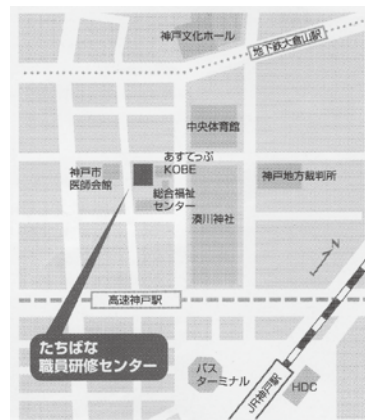 神戸文化ホール
地下鉄大倉山駅
中央体育館
あすてっぷ
KOBE
神戸市
医師会館
総合福祉
センター
神戸地方裁判所
湊川神社
N
高速神戸駅
たちばな
職員研修センター
バス
ターミナル
JR神戸駅
HDC